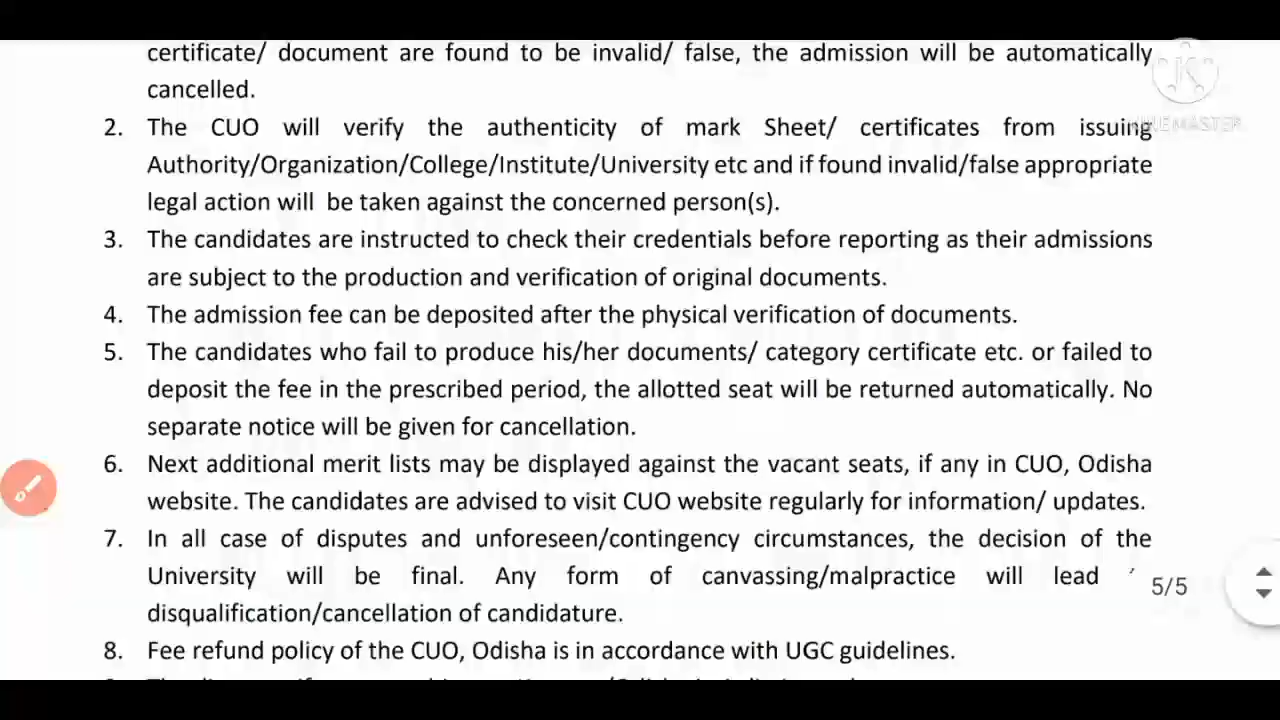 certificate/ document are found to be invalid/ false, the admission will be automatically
cancelled.
2. The CUO will verify the authenticity of mark Sheet/ certificates from issuing
Authority/Organization/College/Institute/University etc and if found invalid/false appropriate
legal action will be taken against the concerned person(s).
3. The candidates are instructed to check their credentials before reporting as their admissions
are subject to the production and verification of original documents.
4. The admission fee can be deposited after the physical verification of documents.
5. The candidates who fail to produce his/her documents/ category certificate etc. or failed to
deposit the fee in the prescribed period, the allotted seat will be returned automatically. No
separate notice will be given for cancellation.
6. Next additional merit lists may be displayed against the vacant seats, if any in CUO, Odisha
website. The candidates are advised to visit CUO website regularly for information/ updates.
7. In all case of disputes and unforeseen/contingency circumstances, the decision of the
University will be final. Any form of canvassing/malpractice will lead
disqualification/cancellation of candidature.
8. Fee refund policy of the CUO, Odisha is in accordance with UGC guidelines.
5/5
K
KINEMASTER